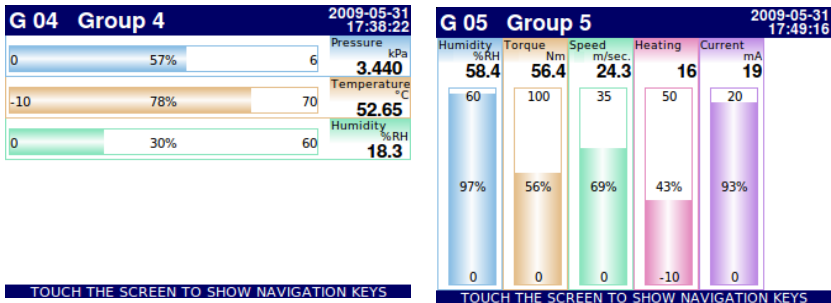 G 04 Group 4
2009-05-31
17:38:22
Pressure
kPa
0 57% 6
3.440
Temperature
°C
-10 78% 70
52.65
Humidity
%RH
0 30% 60
18.3
TOUCH THE SCREEN TO SHOW NAVIGATION KEYS
G 05 Group 5
2009-05-31
17:49:16
Humidity Torque Speed Heating Current
%RH Nm m/sec. mA
58.4 56.4 24.3 16 19
60 100 35 50 20
97% 56% 69% 43% 93%
0 0 0 -10 0
TOUCH THE SCREEN TO SHOW NAVIGATION KEYS